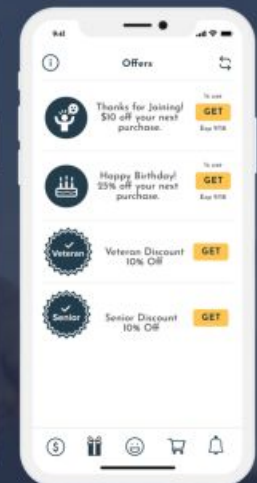 9:41
Offers
Thanks for Joining!
$10 off your next
purchase.
GET
Happy Birthday!
25% off your next
purchase.
GET
Veteran
Veteran Discount
10% Off
GET
Senior
Senior Discount
10% Off
GET